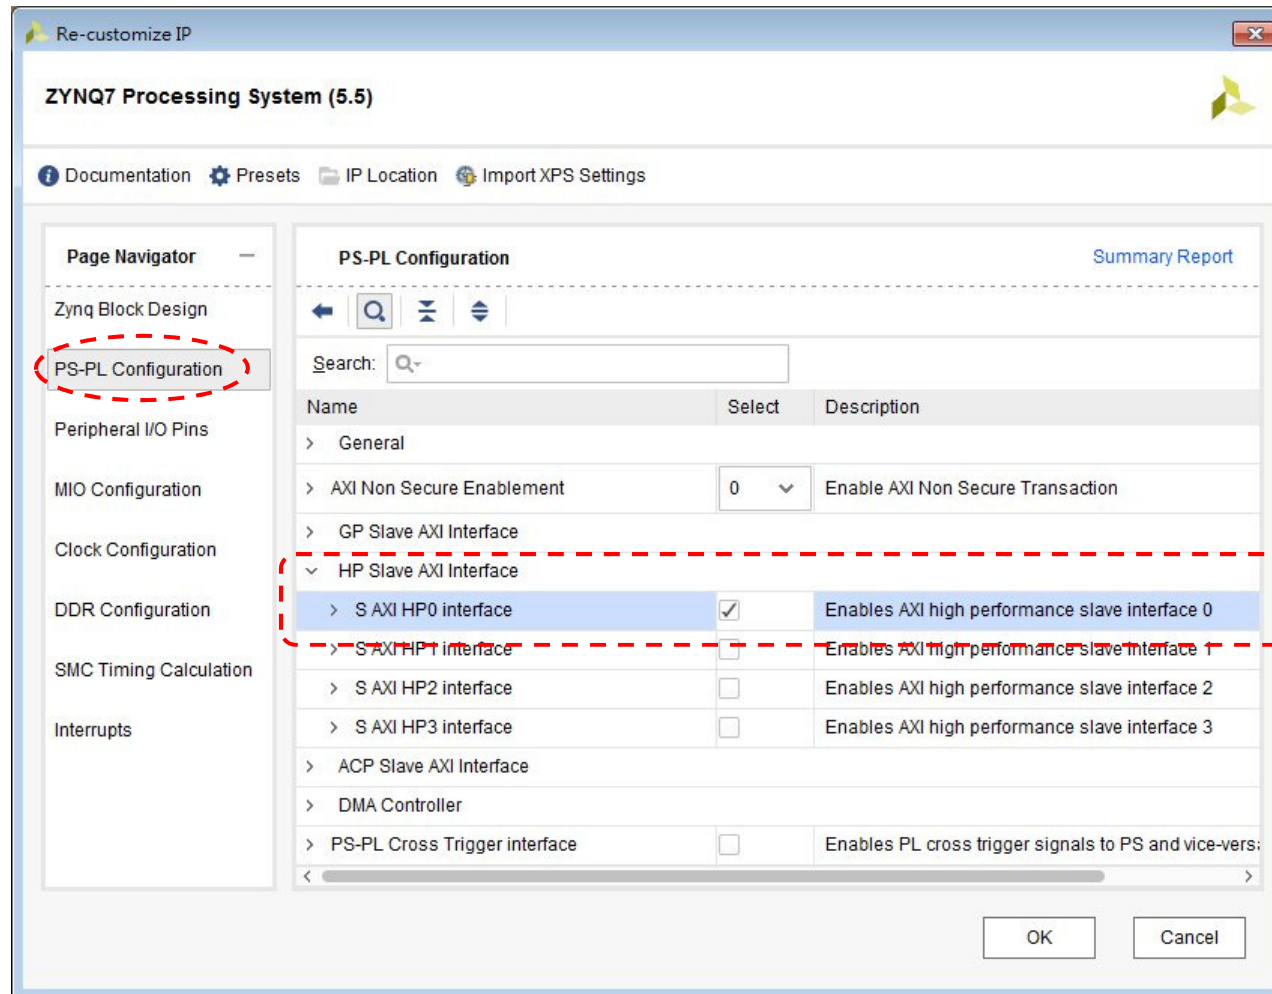 Re-customize IP
ZYNQ7 Processing System (5.5)
Documentation Presets IP Location Import XPS Settings
Page Navigator
Zynq Block Design
PS-PL Configuration
Peripheral I/O Pins
MIO Configuration
Clock Configuration
DDR Configuration
SMC Timing Calculation
Interrupts
PS-PL Configuration Summary Report
Search:
Name Select Description
General
AXI Non Secure Enablement 0 Enable AXI Non Secure Transaction
GP Slave AXI Interface
HP Slave AXI Interface
S AXI HP0 interface Enables AXI high performance slave interface 0
S AXI HP1 interface Enables AXI high performance slave interface 1
S AXI HP2 interface Enables AXI high performance slave interface 2
S AXI HP3 interface Enables AXI high performance slave interface 3
ACP Slave AXI Interface
DMA Controller
PS-PL Cross Trigger interface Enables PL cross trigger signals to PS and vice-vers
OK Cancel